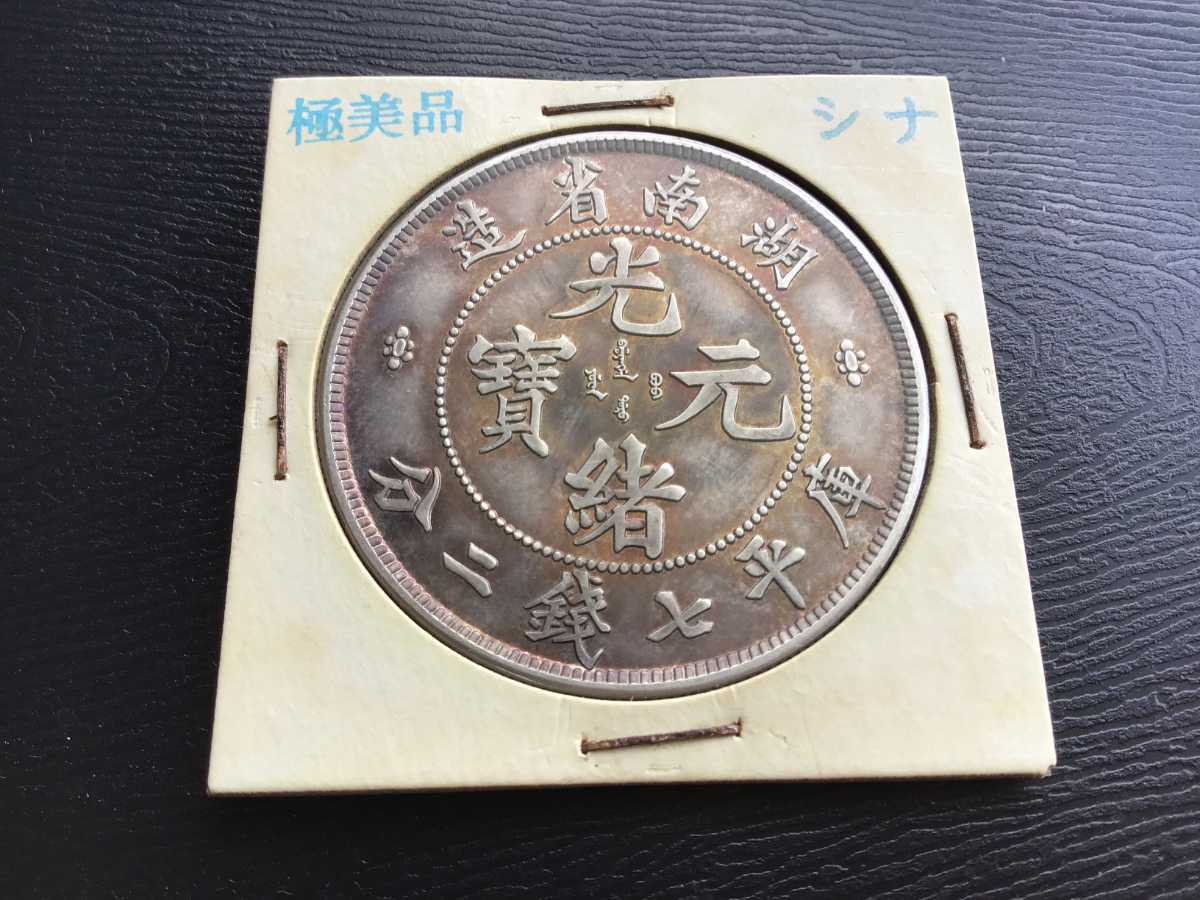 極美品
シナ
湖南省造
光緒元寶
庫平七錢二分